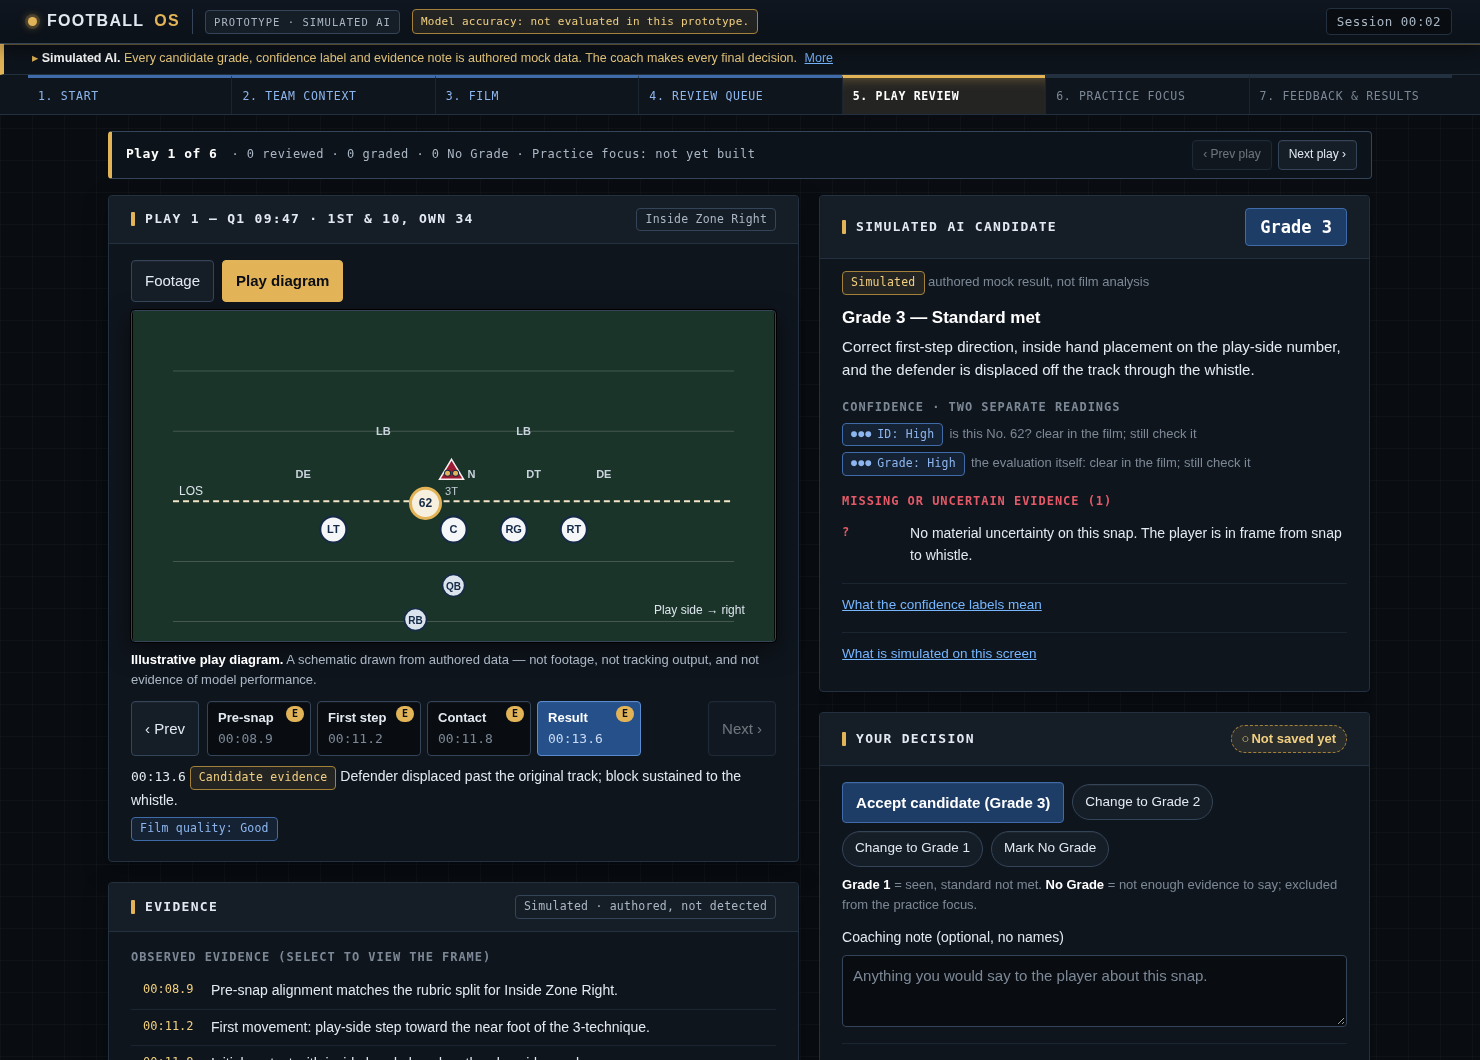 FOOTBALL OS
PROTOTYPE · SIMULATED AI
Model accuracy: not evaluated in this prototype.
Session 00:02
▸ Simulated AI. Every candidate grade, confidence label and evidence note is authored mock data. The coach makes every final decision. More
1. START
2. TEAM CONTEXT
3. FILM
4. REVIEW QUEUE
5. PLAY REVIEW
6. PRACTICE FOCUS
7. FEEDBACK & RESULTS
Play 1 of 6 · 0 reviewed · 0 graded · 0 No Grade · Practice focus: not yet built
‹ Prev play
Next play ›
PLAY 1 — Q1 09:47 · 1ST & 10, OWN 34
Inside Zone Right
Footage
Play diagram
LB
LB
DE
N
DT
DE
3T
LOS
62
LT
C
RG
RT
QB
RB
Play side → right
Illustrative play diagram. A schematic drawn from authored data — not footage, not tracking output, and not
evidence of model performance.
‹ Prev
Pre-snap E
00:08.9
First step E
00:11.2
Contact E
00:11.8
Result E
00:13.6
Next ›
00:13.6 Candidate evidence Defender displaced past the original track; block sustained to the
whistle.
Film quality: Good
EVIDENCE
Simulated · authored, not detected
OBSERVED EVIDENCE (SELECT TO VIEW THE FRAME)
00:08.9 Pre-snap alignment matches the rubric split for Inside Zone Right.
00:11.2 First movement: play-side step toward the near foot of the 3-technique.
SIMULATED AI CANDIDATE
Grade 3
Simulated authored mock result, not film analysis
Grade 3 — Standard met
Correct first-step direction, inside hand placement on the play-side number,
and the defender is displaced off the track through the whistle.
CONFIDENCE · TWO SEPARATE READINGS
●●● ID: High is this No. 62? clear in the film; still check it
●●● Grade: High the evaluation itself: clear in the film; still check it
MISSING OR UNCERTAIN EVIDENCE (1)
? No material uncertainty on this snap. The player is in frame from snap
to whistle.
What the confidence labels mean
What is simulated on this screen
YOUR DECISION
○ Not saved yet
Accept candidate (Grade 3)
Change to Grade 2
Change to Grade 1
Mark No Grade
Grade 1 = seen, standard not met. No Grade = not enough evidence to say; excluded
from the practice focus.
Coaching note (optional, no names)
Anything you would say to the player about this snap.